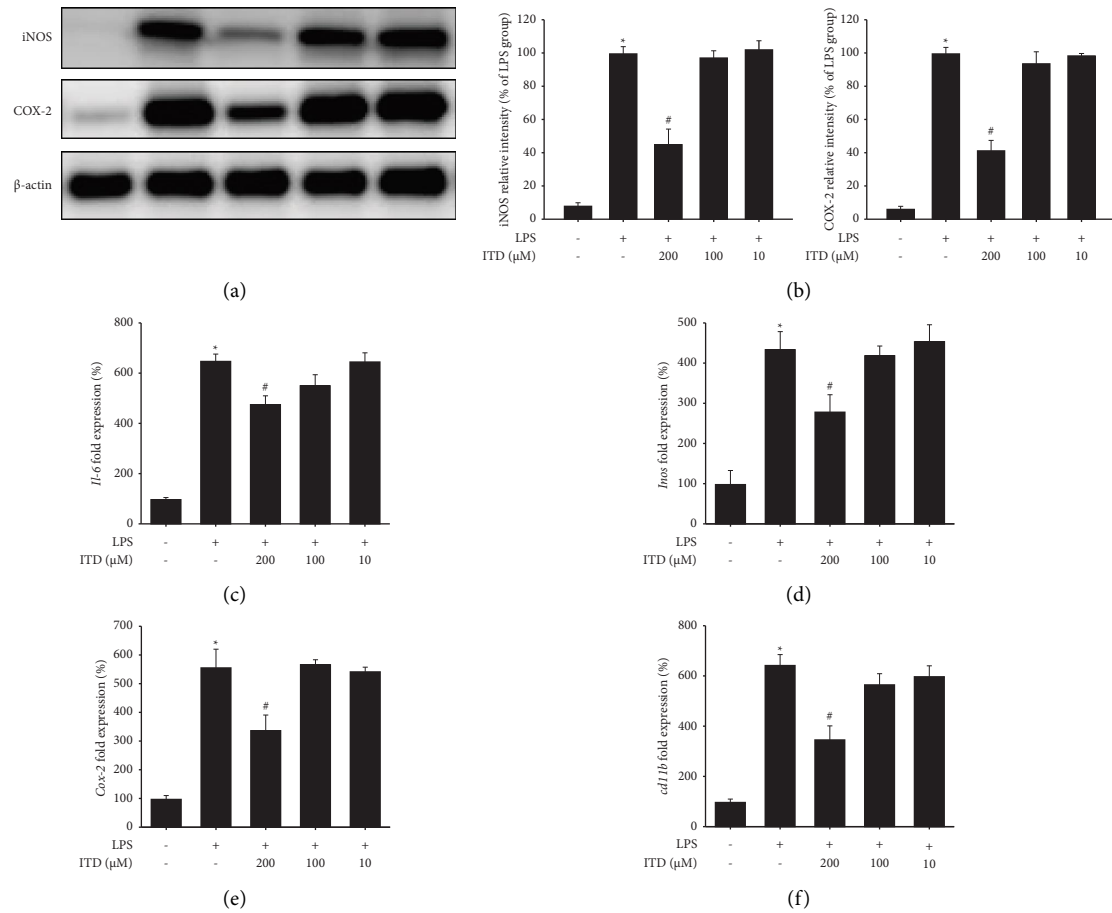 iNOS
COX-2
β-actin
(a)
iNOS relative intensity (% of LPS group)
120
100
80
60
40
20
0
*
#
LPS - + + + +
ITD (μM) - - 200 100 10
COX-2 relative intensity (% of LPS group)
120
100
80
60
40
20
0
*
#
LPS - + + + +
ITD (μM) - - 200 100 10
(b)
Il-6 fold expression (%)
800
600
400
200
100
0
*
#
LPS - + + + +
ITD (μM) - - 200 100 10
(c)
Inos fold expression (%)
500
400
300
200
100
0
*
#
LPS - + + + +
ITD (μM) - - 200 100 10
(d)
Cox-2 fold expression (%)
700
600
500
400
300
200
100
0
*
#
LPS - + + + +
ITD (μM) - - 200 100 10
(e)
cd11b fold expression (%)
800
600
400
200
100
0
*
#
LPS - + + + +
ITD (μM) - - 200 100 10
(f)